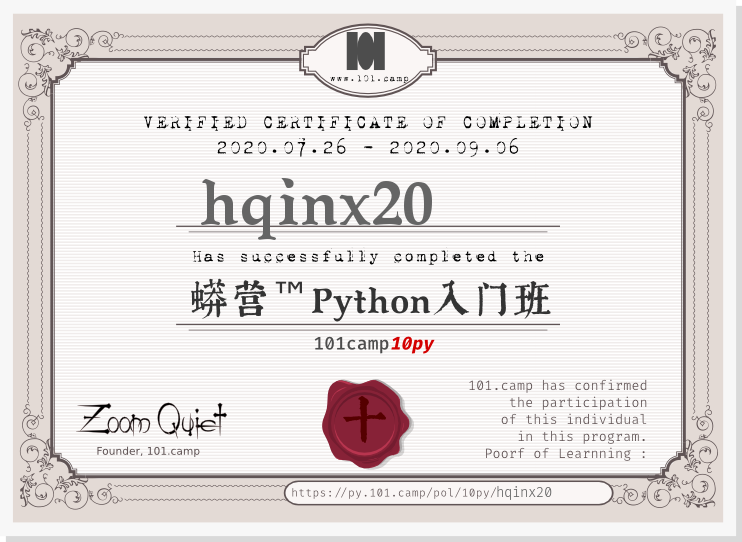 101
www.101.camp
VERIFIED CERTIFICATE OF COMPLETION
2020.07.26 - 2020.09.06
hqinx20
Has successfully completed the
蟒营™Python入门班
101camp10py
101.camp has confirmed
the participation
of this individual
in this program.
Poorf of Learnning :
Zoom Quiet
Founder, 101.camp
十
https://py.101.camp/pol/10py/hqinx20